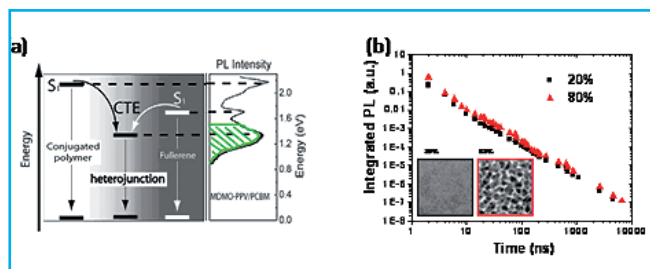 a)
PL Intensity
S₁
CTE
S₁
Conjugated
polymer
Fullerene
heterojunction
MDMO-PPV/PCBM
Energy
2.0
1.6
1.2
0.8
0.4
0.0
Energy (eV)
(b)
Integrated PL (a.u.)
1
0.1
0.01
1E-3
1E-4
1E-5
1E-6
1E-7
1E-8
20%
80%
1
10
100
1000
10000
Time (ns)